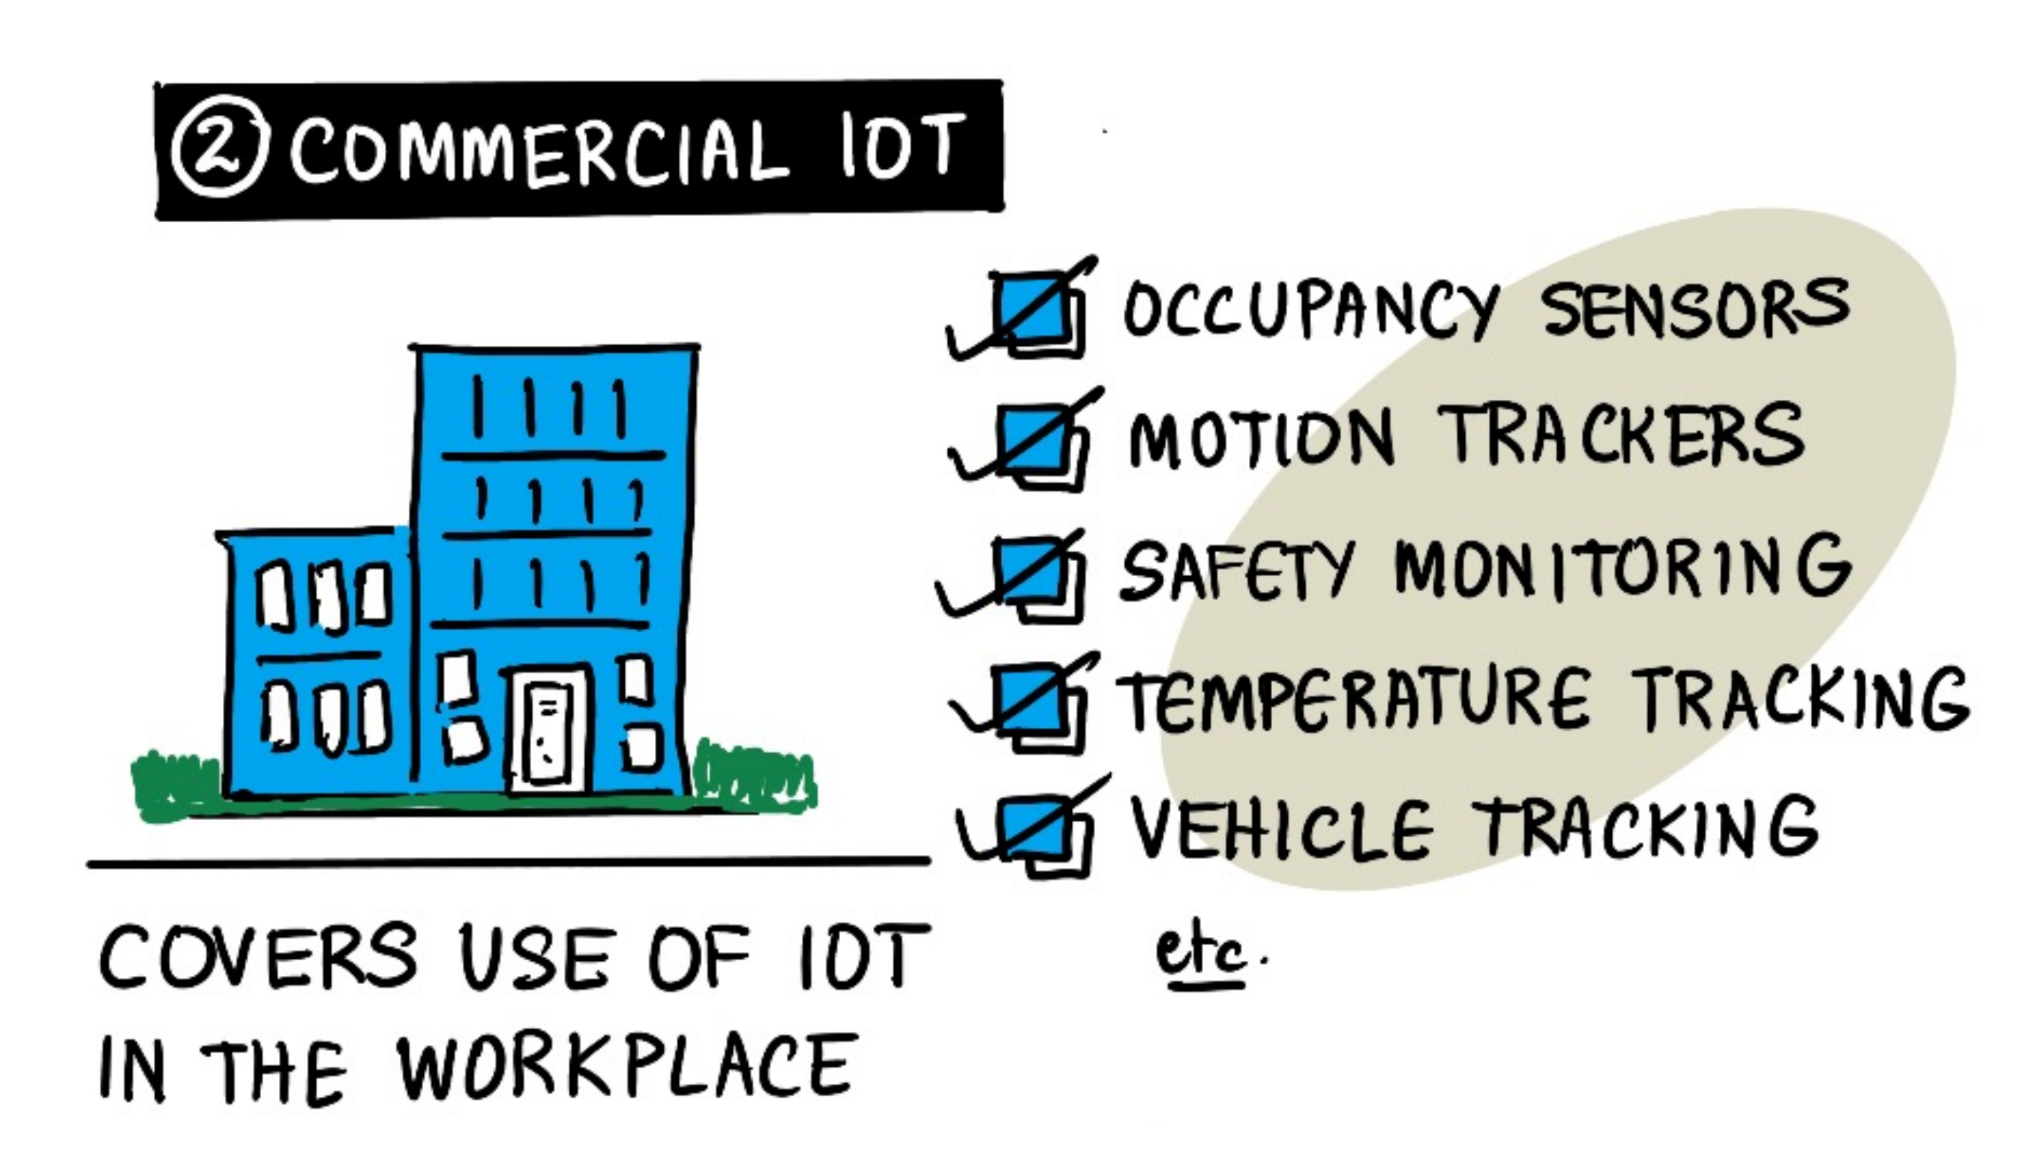 2 COMMERCIAL IOT
OCCUPANCY SENSORS
MOTION TRACKERS
SAFETY MONITORING
TEMPERATURE TRACKING
VEHICLE TRACKING
etc.
COVERS USE OF IOT
IN THE WORKPLACE